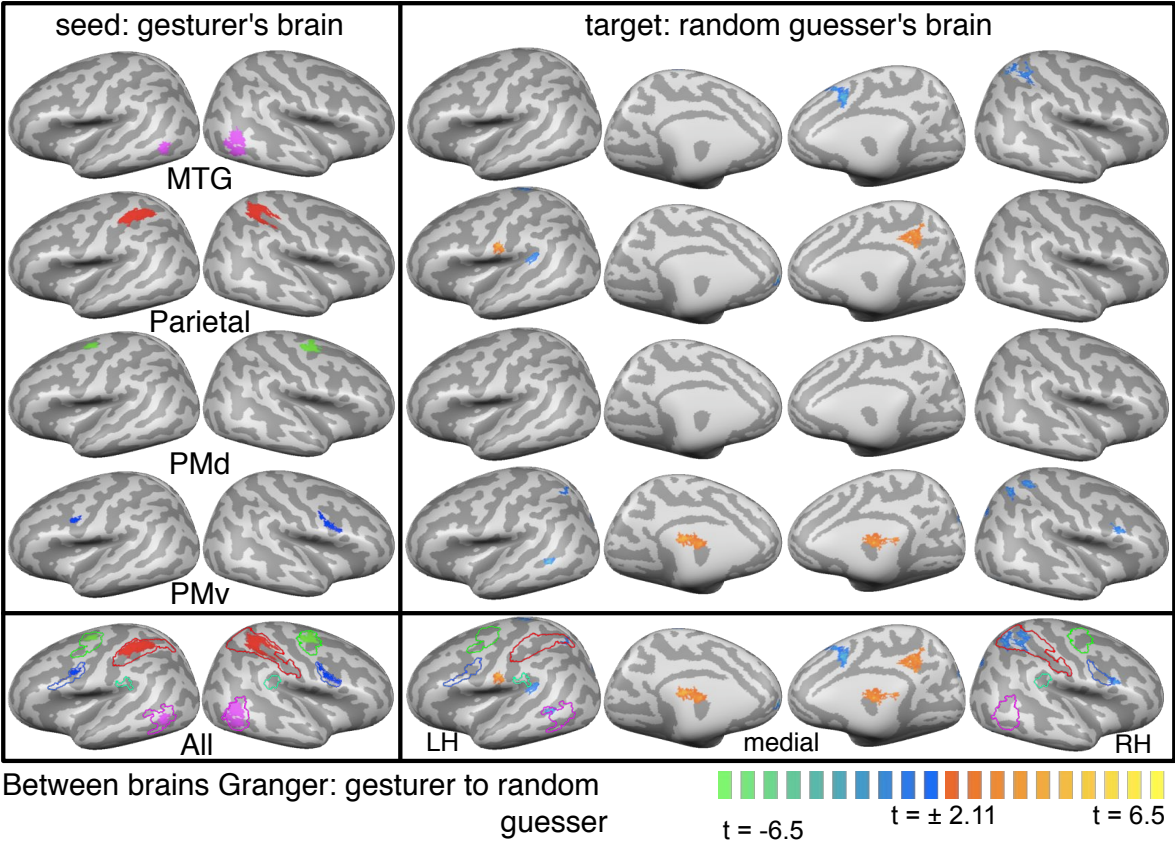 seed: gesturer's brain
target: random guesser's brain
MTG
Parietal
PMd
PMv
All
LH
medial
RH
Between brains Granger: gesturer to random
guesser
t = -6.5
t = ± 2.11
t = 6.5